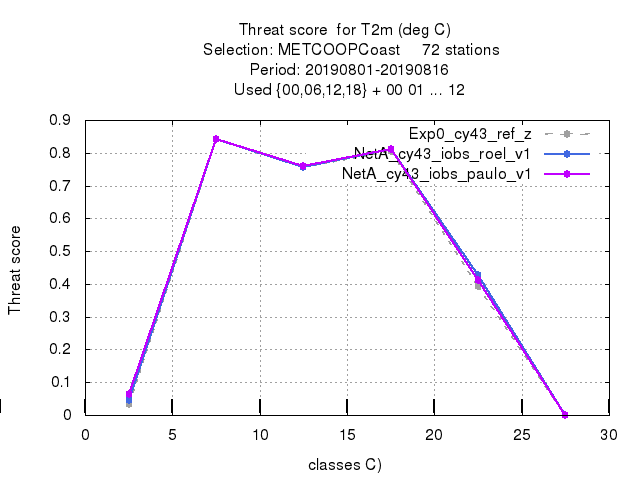 Threat score  for T2m (deg C)
Selection: METCOOPCoast     72 stations
Period: 20190801-20190816
Used {00,06,12,18} + 00 01 ... 12
Exp0_cy43_ref_z
NetA_cy43_iobs_roel_v1
NetA_cy43_iobs_paulo_v1
Threat score
0.9
0.8
0.7
0.6
0.5
0.4
0.3
0.2
0.1
0
0 5 10 15 20 25 30
classes C)